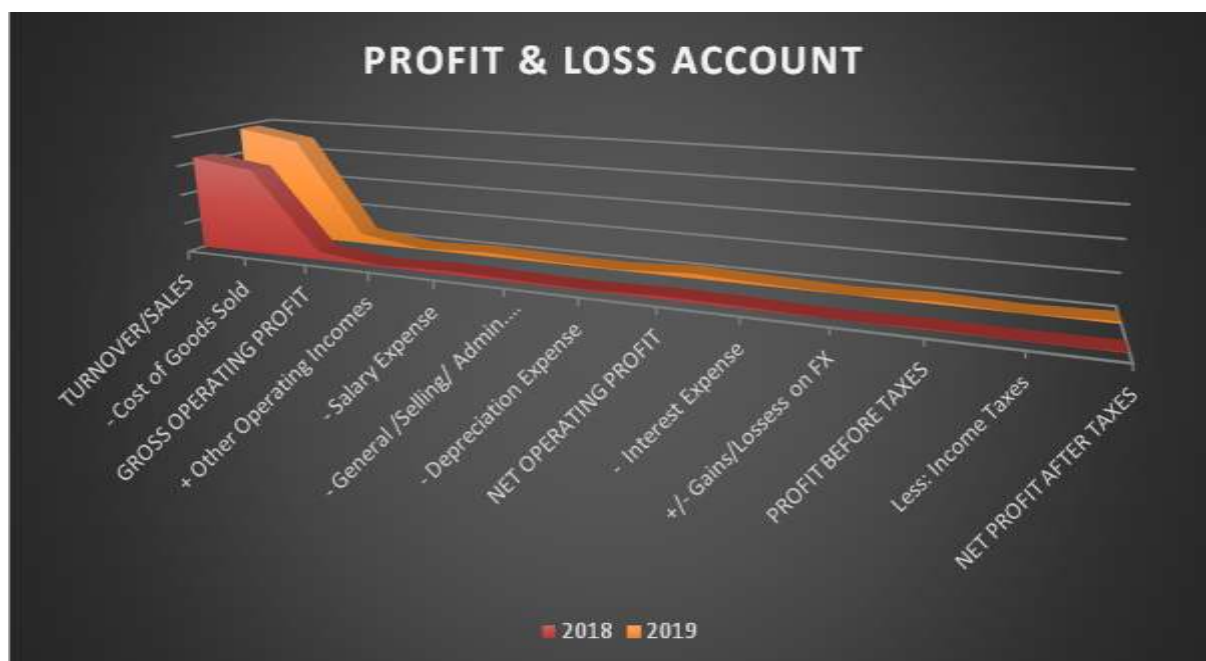 PROFIT & LOSS ACCOUNT
TURNOVER/SALES
- Cost of Goods Sold
GROSS OPERATING PROFIT
+ Other Operating Incomes
- Salary Expense
- General /Selling/ Admin....
- Depreciation Expense
NET OPERATING PROFIT
- Interest Expense
+/- Gains/Lossess on FX
PROFIT BEFORE TAXES
Less: Income Taxes
NET PROFIT AFTER TAXES
2018 2019